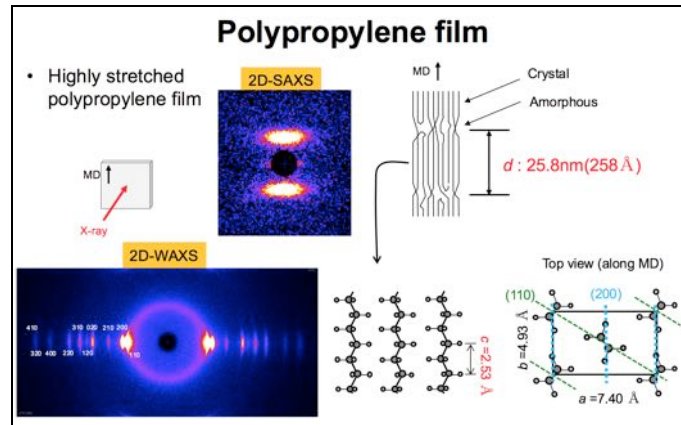 Polypropylene film
• Highly stretched
polypropylene film
2D-SAXS
MD
Crystal
Amorphous
d : 25.8nm(258 Å)
MD
X-ray
2D-WAXS
410
310 020
210 200
320 400
220
120
110
c =2.53 Å
Top view (along MD)
(110)
(200)
b =4.93 Å
a =7.40 Å